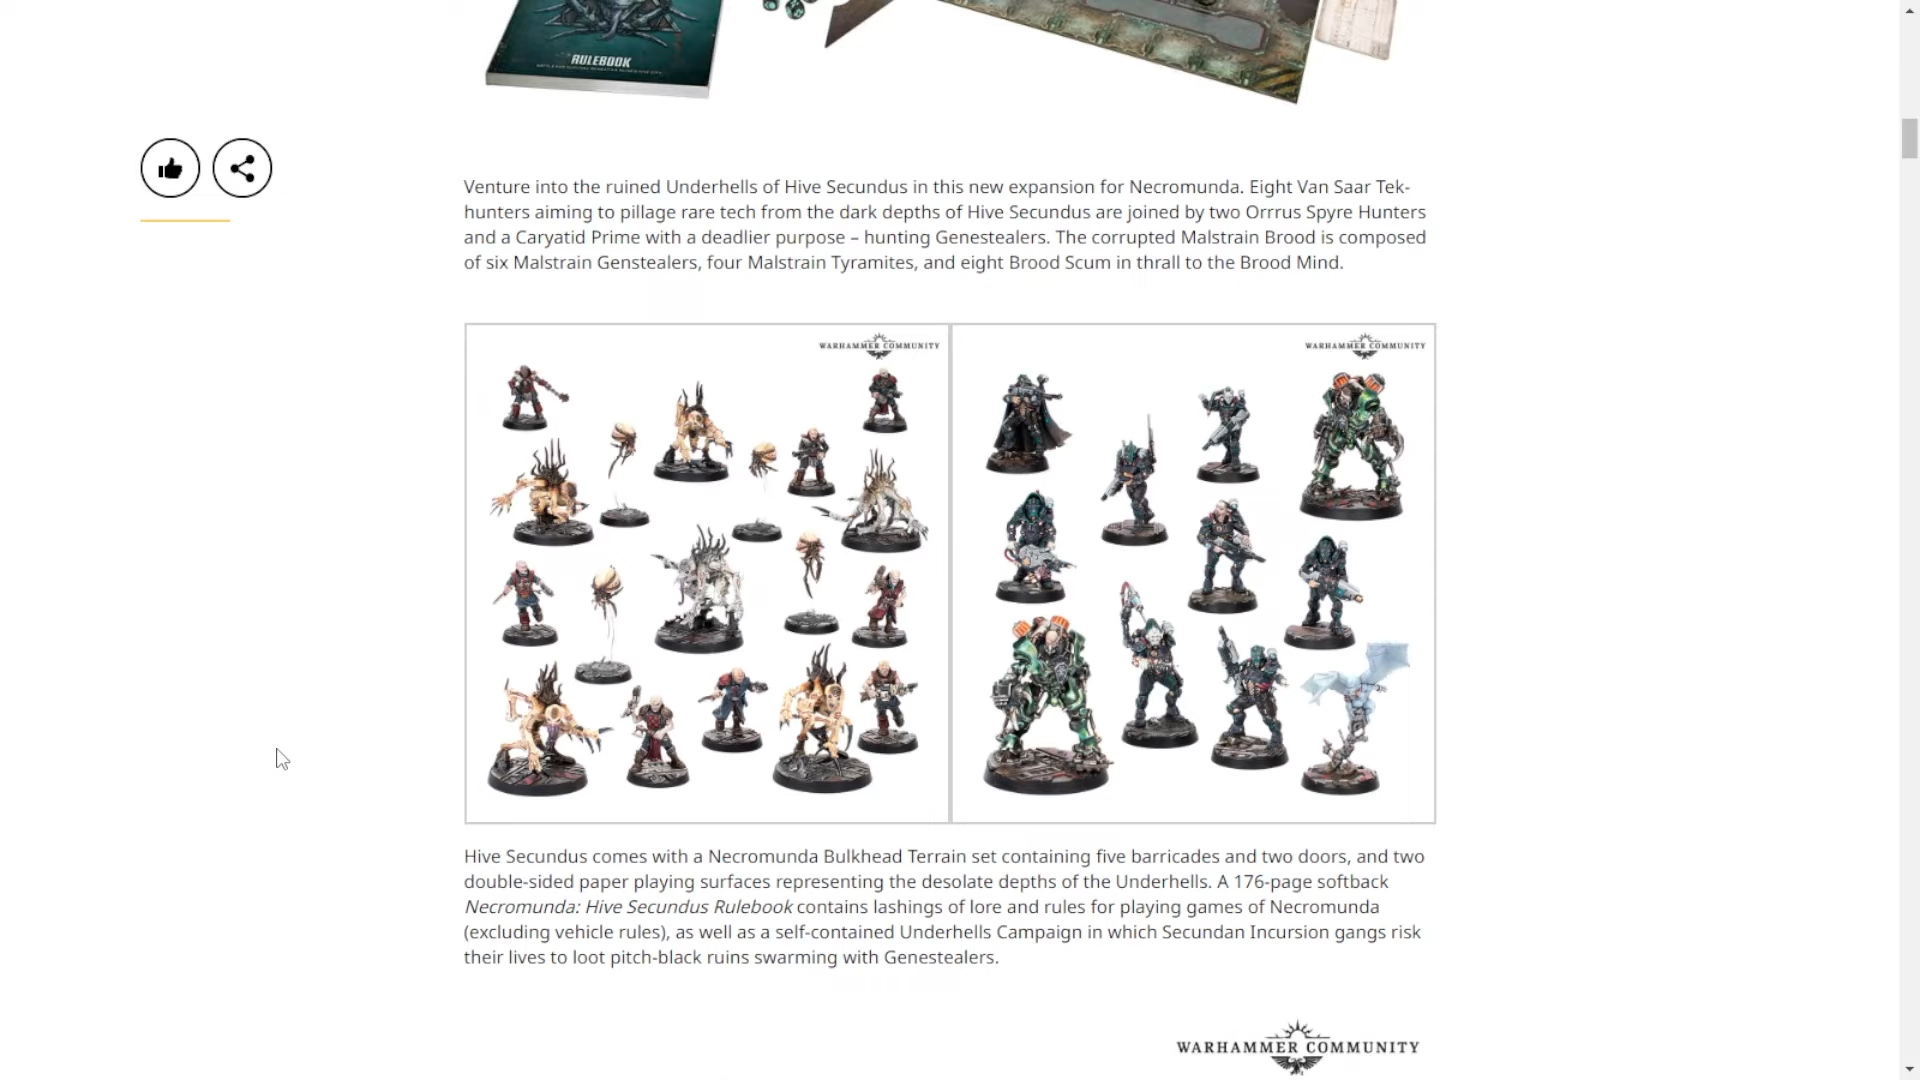 RULEBOOK
Venture into the ruined Underhells of Hive Secundus in this new expansion for Necromunda. Eight Van Saar Tek-
hunters aiming to pillage rare tech from the dark depths of Hive Secundus are joined by two Orrrus Spyre Hunters
and a Caryatid Prime with a deadlier purpose – hunting Genestealers. The corrupted Malstrain Brood is composed
of six Malstrain Genstealers, four Malstrain Tyramites, and eight Brood Scum in thrall to the Brood Mind.
WARHAMMER COMMUNITY
WARHAMMER COMMUNITY
Hive Secundus comes with a Necromunda Bulkhead Terrain set containing five barricades and two doors, and two
double-sided paper playing surfaces representing the desolate depths of the Underhells. A 176-page softback
Necromunda: Hive Secundus Rulebook contains lashings of lore and rules for playing games of Necromunda
(excluding vehicle rules), as well as a self-contained Underhells Campaign in which Secundan Incursion gangs risk
their lives to loot pitch-black ruins swarming with Genestealers.
WARHAMMER COMMUNITY